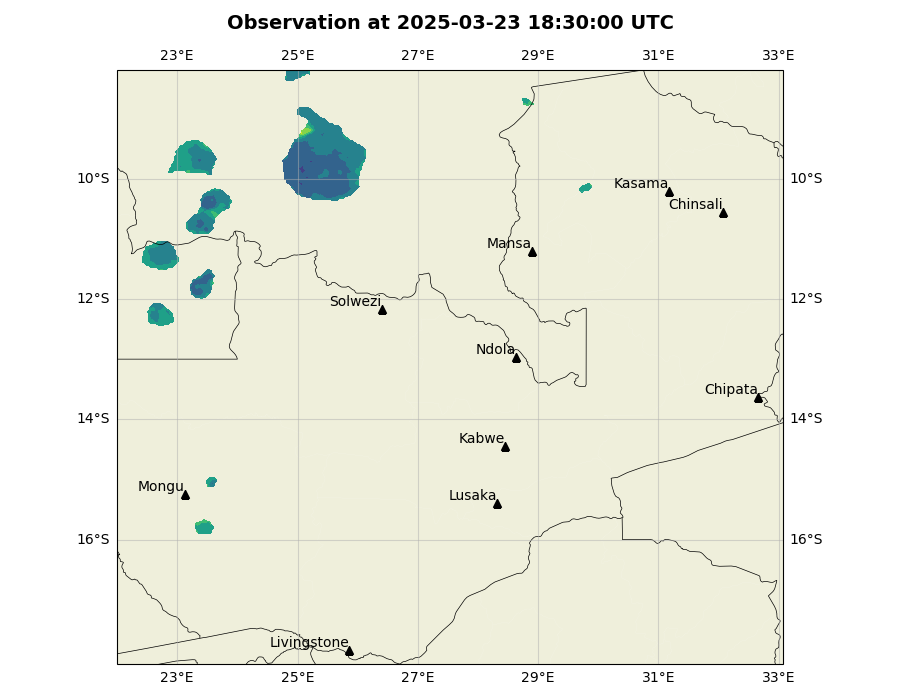 Observation at 2025-03-23 18:30:00 UTC
23°E 25°E 27°E 29°E 31°E 33°E
10°S 10°S
Kasama
Chinsali
Mansa
12°S 12°S
Solwezi
Ndola
Chipata
14°S 14°S
Kabwe
Mongu
Lusaka
16°S 16°S
Livingstone
23°E 25°E 27°E 29°E 31°E 33°E